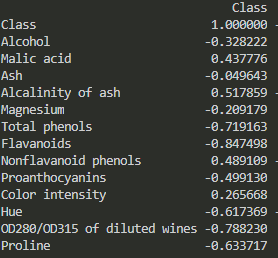 Class
Class 1.000000 -
Alcohol -0.328222
Malic acid 0.437776
Ash -0.049643
Alcalinity of ash 0.517859 -
Magnesium -0.209179
Total phenols -0.719163
Flavanoids -0.847498
Nonflavanoid phenols 0.489109 -
Proanthocyanins -0.499130
Color intensity 0.265668
Hue -0.617369 -
OD280/OD315 of diluted wines -0.788230
Proline -0.633717